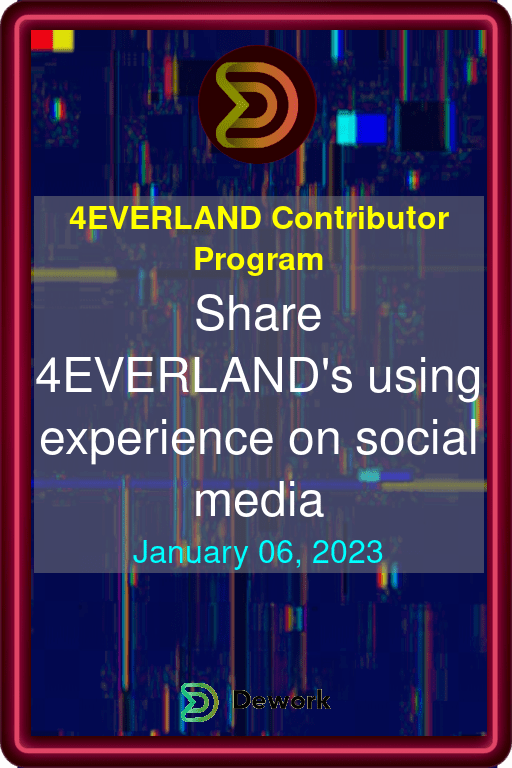 4EVERLAND Contributor
Program
Share
4EVERLAND's using
experience on social
media
January 06, 2023
Dework